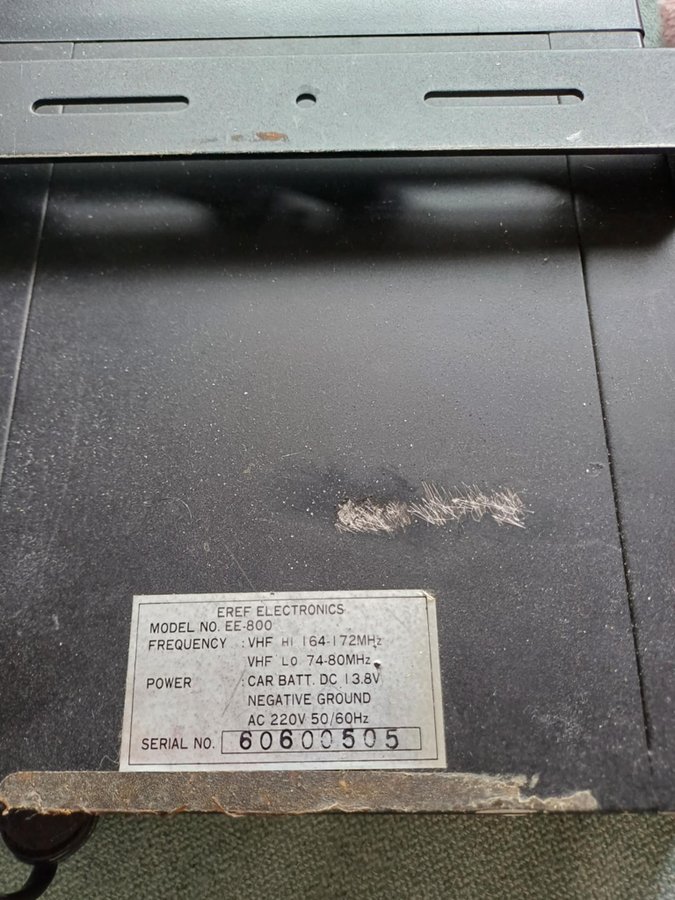 EREF ELECTRONICS
MODEL NO. EE-800
FREQUENCY : VHF HI 164-172MHz
VHF LO 74-80MHz
POWER : CAR BATT. DC 13.8V
NEGATIVE GROUND
AC 220V 50/60Hz
SERIAL NO. 60600505